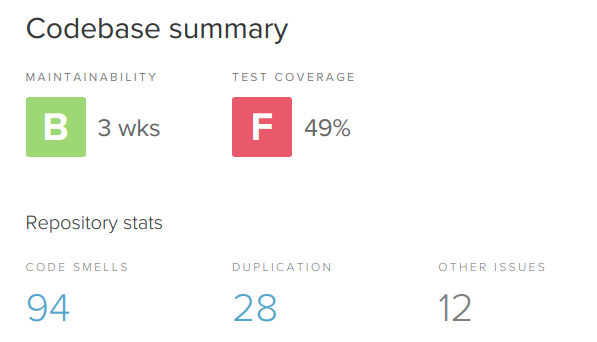 Codebase summary
MAINTAINABILITY TEST COVERAGE
B 3 wks F 49%
Repository stats
CODE SMELLS DUPLICATION OTHER ISSUES
94 28 12